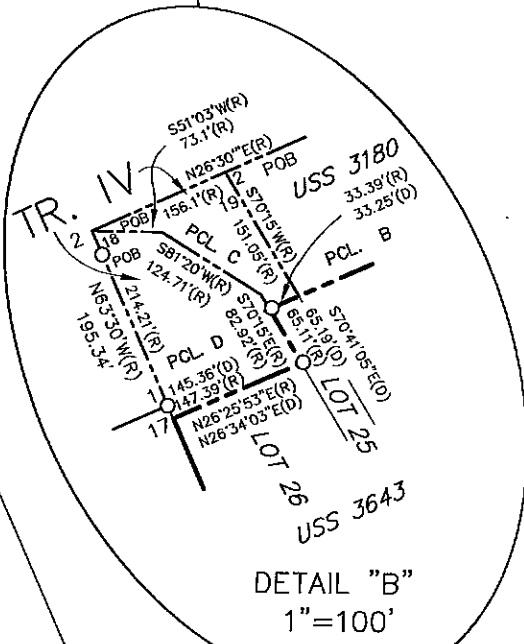 S51°03'W(R)
73.1'(R)
N26°30'"E(R)
TR. IV
2
POB
USS 3180
33.39'(R)
33.25'(D)
156.1'(R)
19
POB
2
18
POB
PCL. C
S70°15'W(R)
151.05'(R)
PCL. B
S81°20'W(R)
124.71'(R)
N63°30'W(R)
195.34'
214.21'(R)
S70°15'E(R)
82.92'(R)
S70°41'05"E(D)
65.19'(D)
65.11'(R)
PCL. D
1
145.36'(D)
147.39'(R)
17
N26°25'53"E(R)
N26°34'03"E(D)
LOT 25
LOT 26
USS 3643
DETAIL "B"
1"=100'